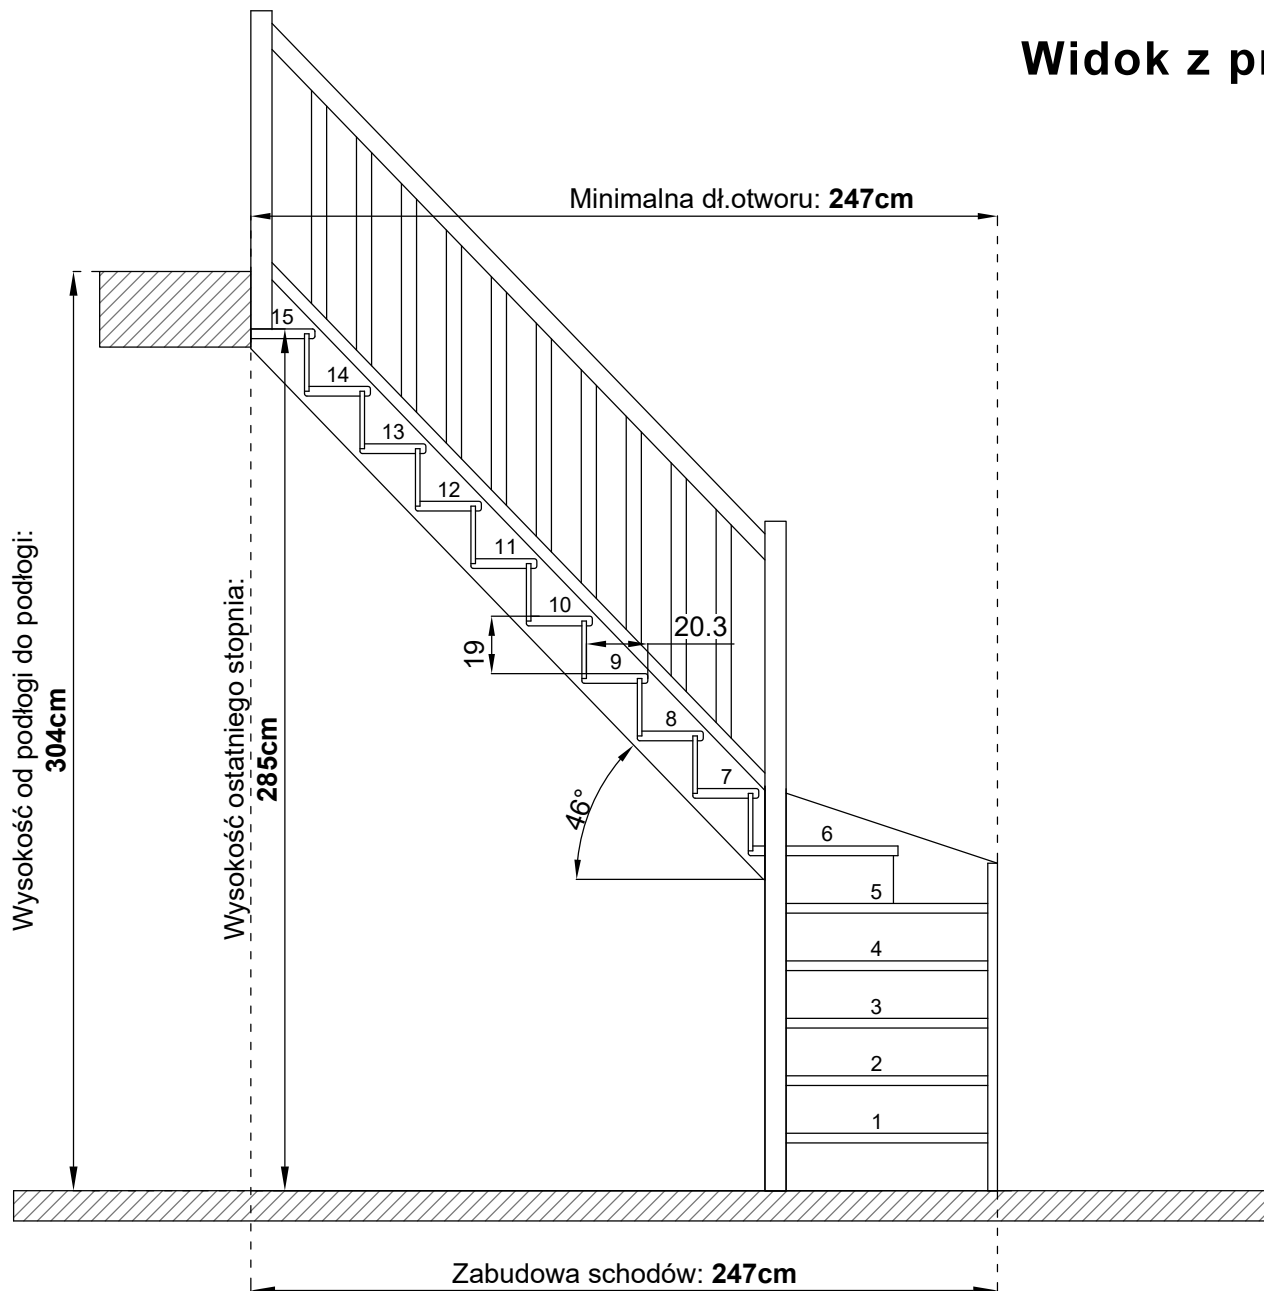 Widok z
Minimalna dł.otworu: 247cm
15
14
13
12
11
10
20.3
19
9
8
7
46°
6
5
4
3
2
1
Wysokość od podłogi do podłogi:
304cm
Wysokość ostatniego stopnia:
285cm
Zabudowa schodów: 247cm